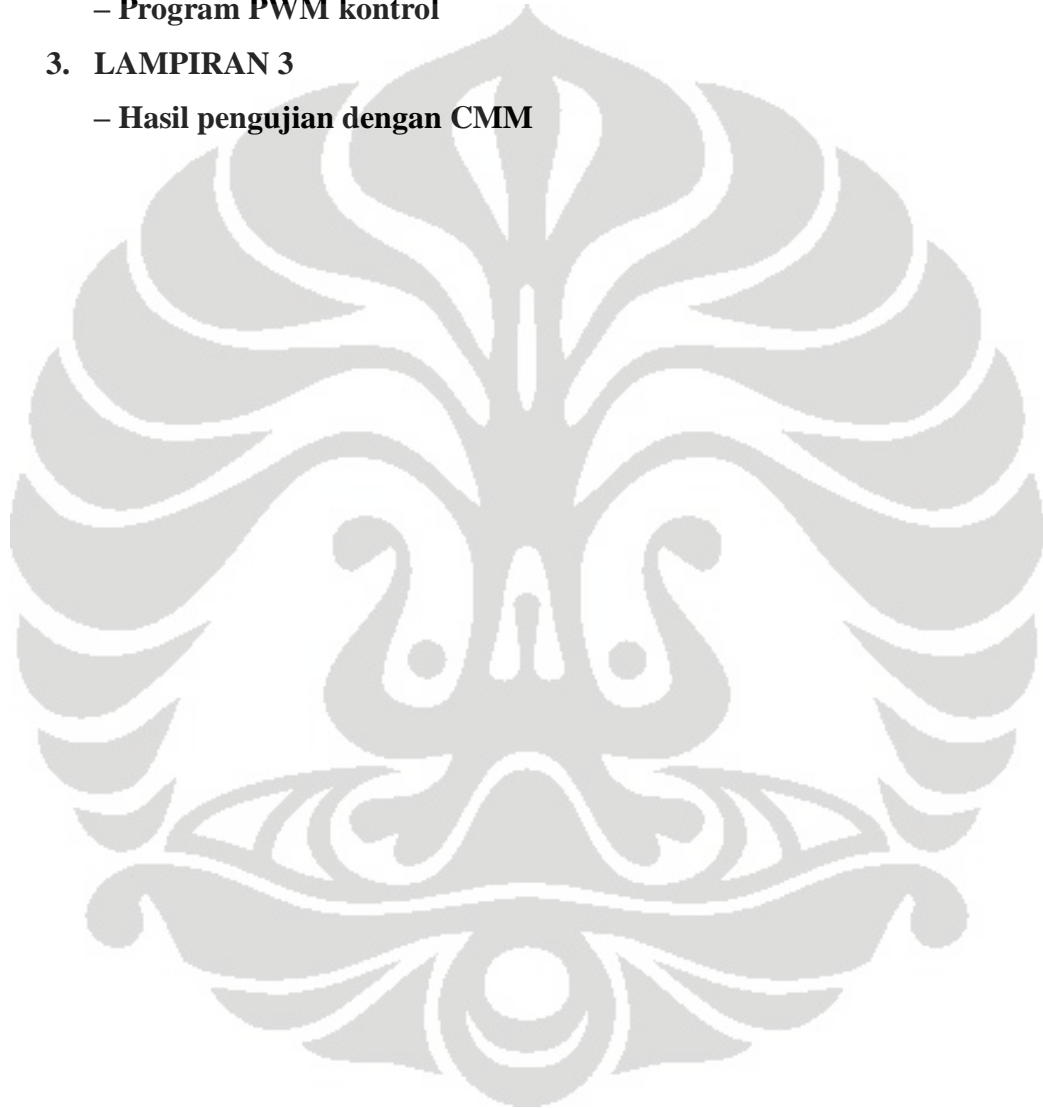 – Program PWM kontrol
3. LAMPIRAN 3
– Hasil pengujian dengan CMM